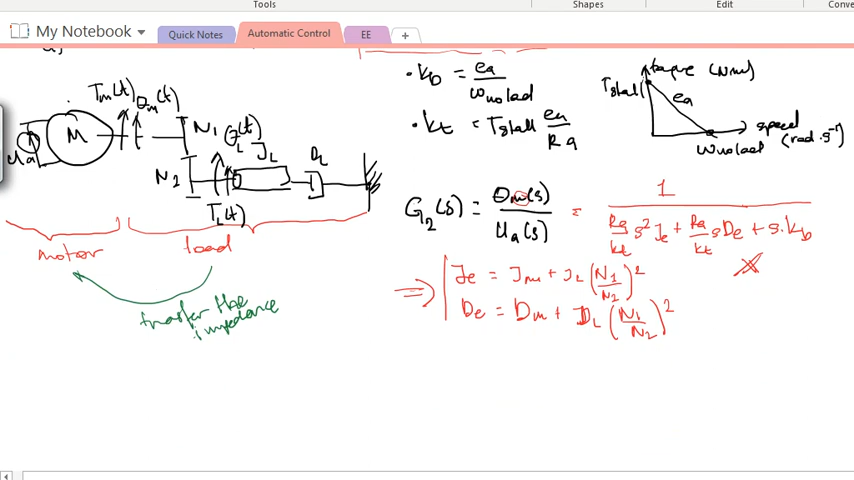 Tools Shapes Edit Conve
My Notebook Quick Notes Automatic Control EE +
Tm(t) θm(t)
M
N1 θL(t)
JL DL
N2
TL(t)
motor load
transfer the
impedance
• kb = ea / ωnoload
• kt = Tstall ea / Ra
torque (Nm)
Tstall
ea
speed (rad.s⁻¹)
ωnoload
G2(s) = θm(s) / Ua(s) = 1 / (Ra/kt s² Je + Ra/kt s De + s.kb)
⇒ Je = Jm + JL (N1/N2)²
De = Dm + DL (N1/N2)²